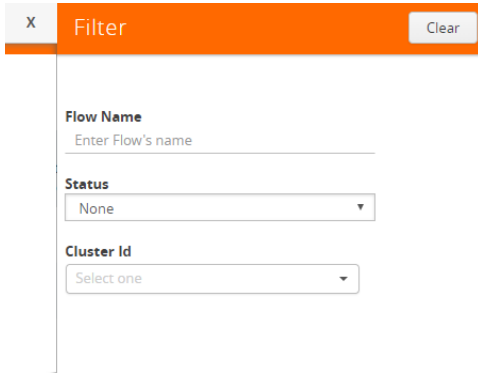 X
Filter
Clear
Flow Name
Enter Flow's name
Status
None
Cluster Id
Select one